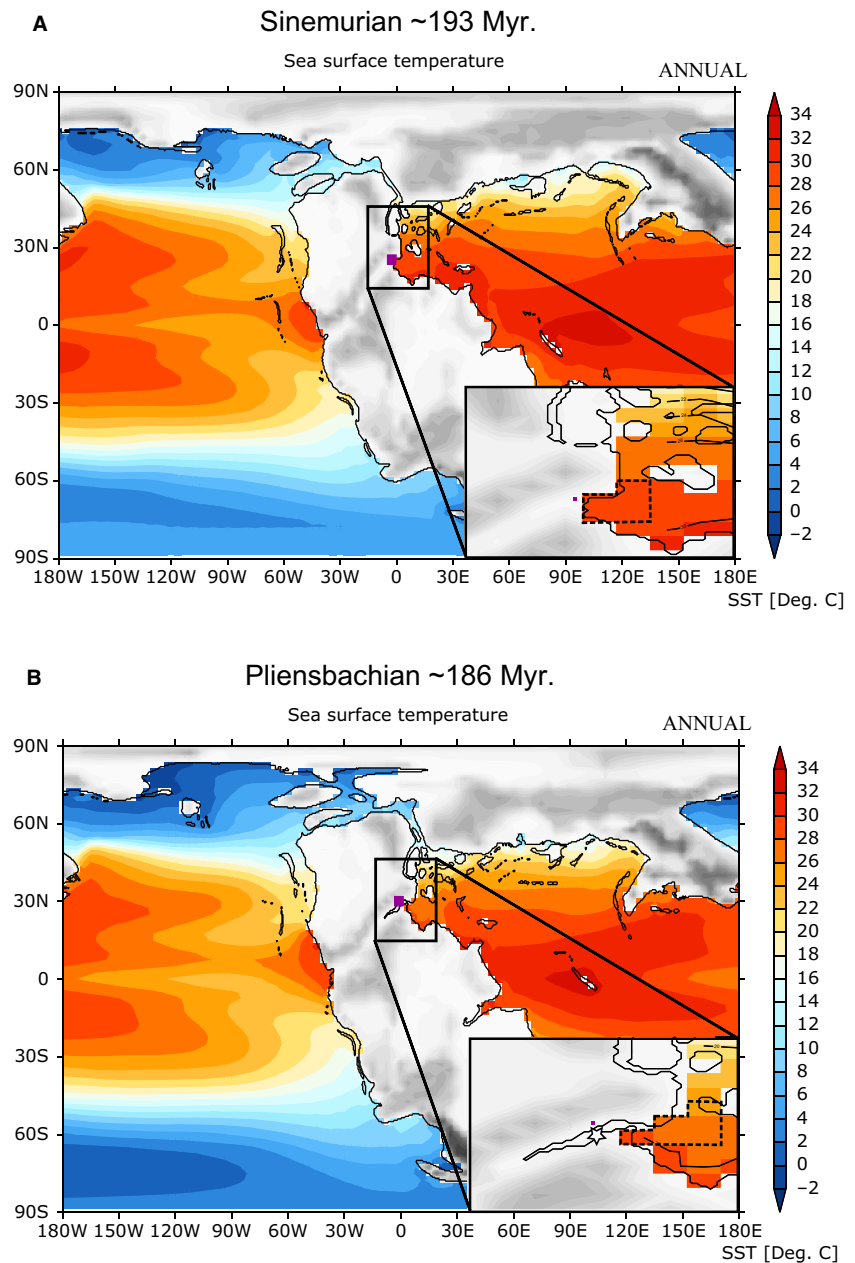 A
Sinemurian ~193 Myr.
Sea surface temperature
ANNUAL
90N
60N
30N
0
30S
60S
90S
180W 150W 120W 90W 60W 30W 0 30E 60E 90E 120E 150E 180E
34
32
30
28
26
24
22
20
18
16
14
12
10
8
6
4
2
0
−2
SST [Deg. C]
B
Pliensbachian ~186 Myr.
Sea surface temperature
ANNUAL
90N
60N
30N
0
30S
60S
90S
180W 150W 120W 90W 60W 30W 0 30E 60E 90E 120E 150E 180E
34
32
30
28
26
24
22
20
18
16
14
12
10
8
6
4
2
0
−2
SST [Deg. C]